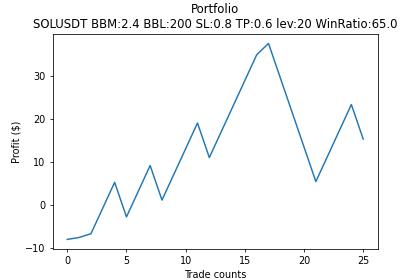 Portfolio
SOLUSDT BBM:2.4 BBL:200 SL:0.8 TP:0.6 lev:20 WinRatio:65.0
30
20
10
0
−10
Profit ($)
0 5 10 15 20 25
Trade counts